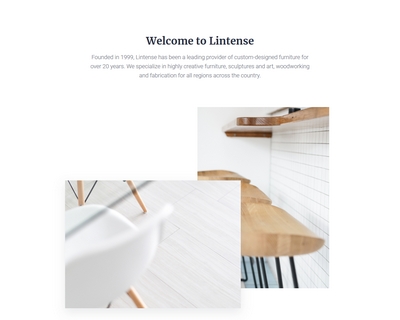 Welcome to Lintense
Founded in 1999, Lintense has been a leading provider of custom-designed furniture for
over 20 years. We specialize in highly creative furniture, sculptures and art, woodworking
and fabrication for all regions across the country.